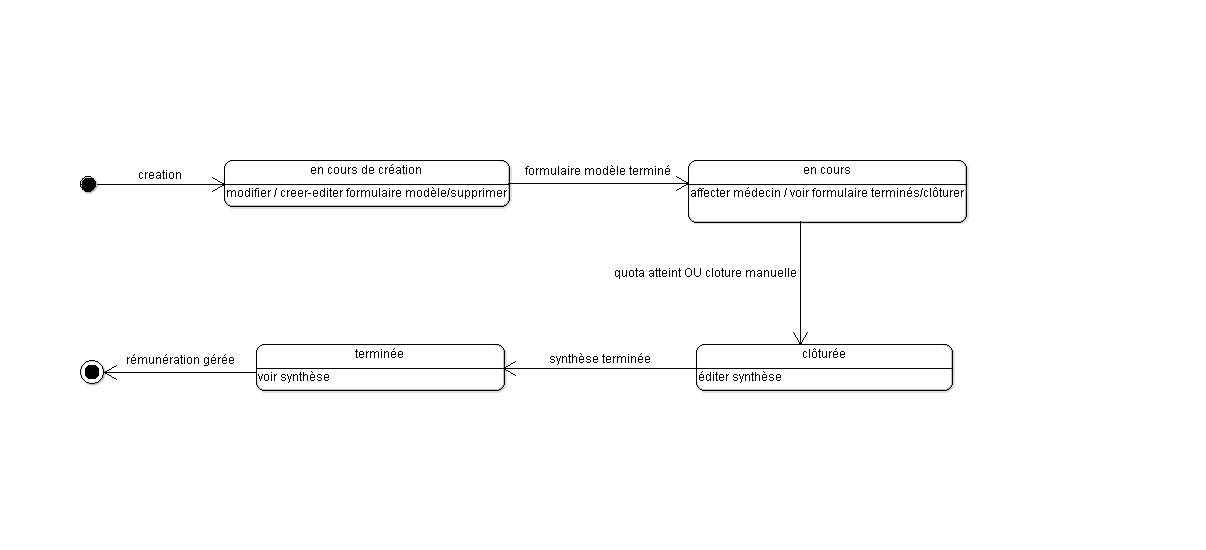 creation
en cours de création
modifier / creer-editer formulaire modèle/supprimer
formulaire modèle terminé
en cours
affecter médecin / voir formulaire terminés/clôturer
quota atteint OU cloture manuelle
clôturée
éditer synthèse
synthèse terminée
terminée
voir synthèse
rémunération gérée